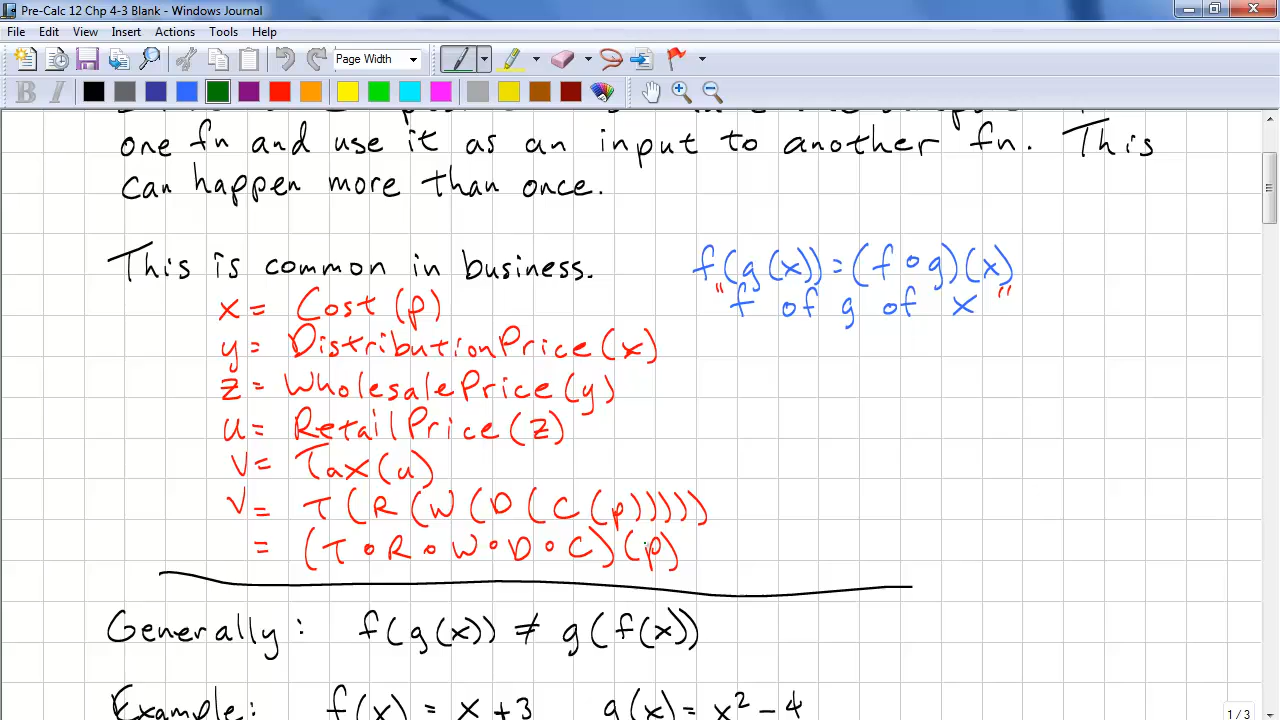 Pre-Calc 12 Chp 4-3 Blank - Windows Journal
File Edit View Insert Actions Tools Help
Page Width
B I
one fn and use it as an input to another fn. This
can happen more than once.
This is common in business.
f(g(x)) = (f∘g)(x)
"f of g of x"
x = Cost(p)
y = DistributionPrice(x)
z = WholesalePrice(y)
u = RetailPrice(z)
v = Tax(u)
v = T(R(W(D(C(p)))))
= (T∘R∘W∘D∘C)(p)
Generally: f(g(x)) ≠ g(f(x))
Example: f(x) = x+3 g(x) = x² - 4
1/3